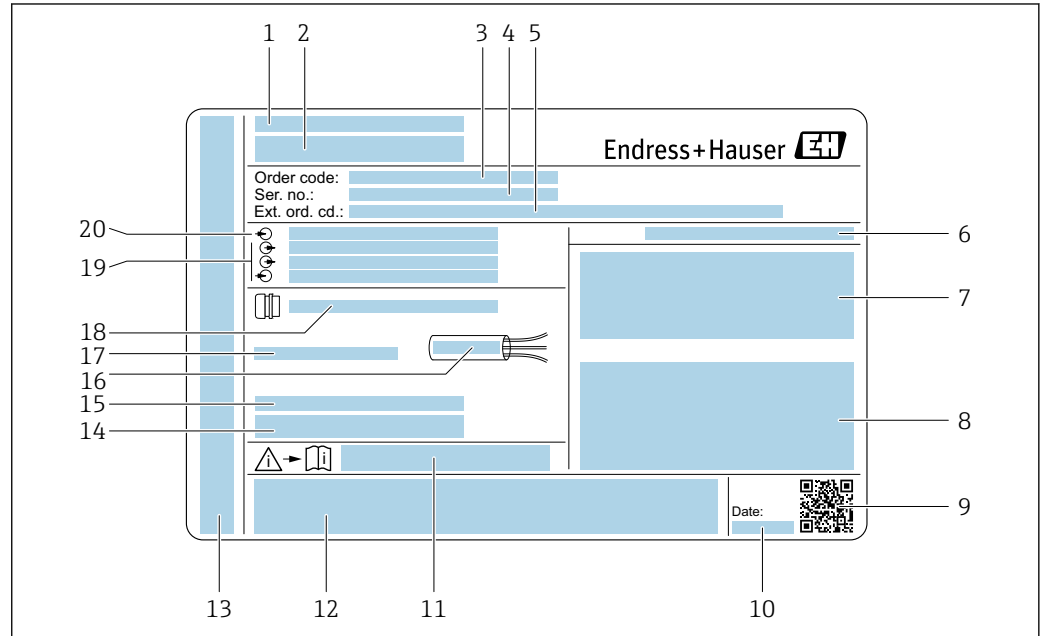 1 2 3 4 5
Endress+Hauser EH
Order code:
Ser. no.:
Ext. ord. cd.:
20
6
19
7
18
17
16
15
14
8
i i
Date:
9
13 12 11 10